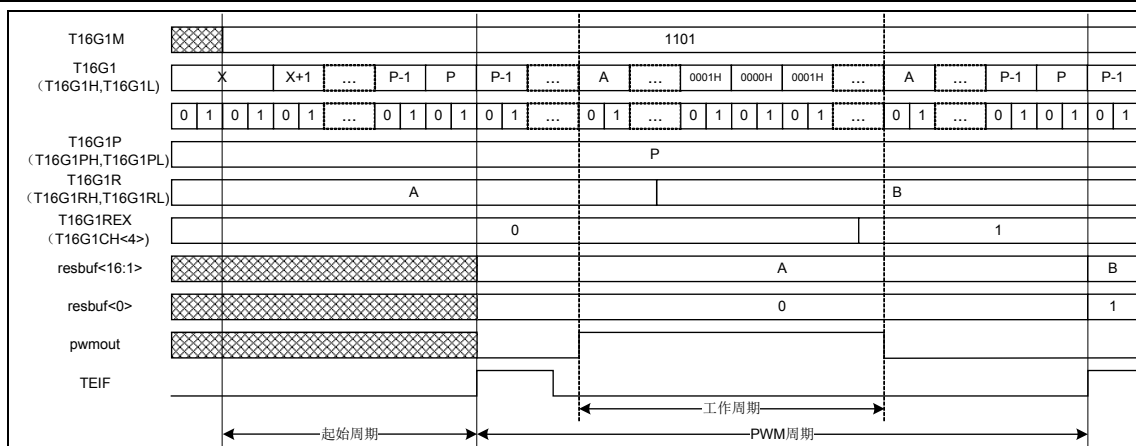 T16G1M 1101
T16G1 X X+1 ... P-1 P P-1 ... A ... 0001H 0000H 0001H ... A ... P-1 P P-1
（T16G1H,T16G1L)
0 1 0 1 0 1 ... 0 1 0 1 0 1 ... 0 1 ... 0 1 0 1 0 1 ... 0 1 ... 0 1 0 1 0 1
T16G1P
（T16G1PH,T16G1PL) P
T16G1R
（T16G1RH,T16G1RL) A B
T16G1REX
（T16G1CH<4>) 0 1
resbuf<16:1> A B
resbuf<0> 0 1
pwmout
TEIF
工作周期
起始周期 PWM周期